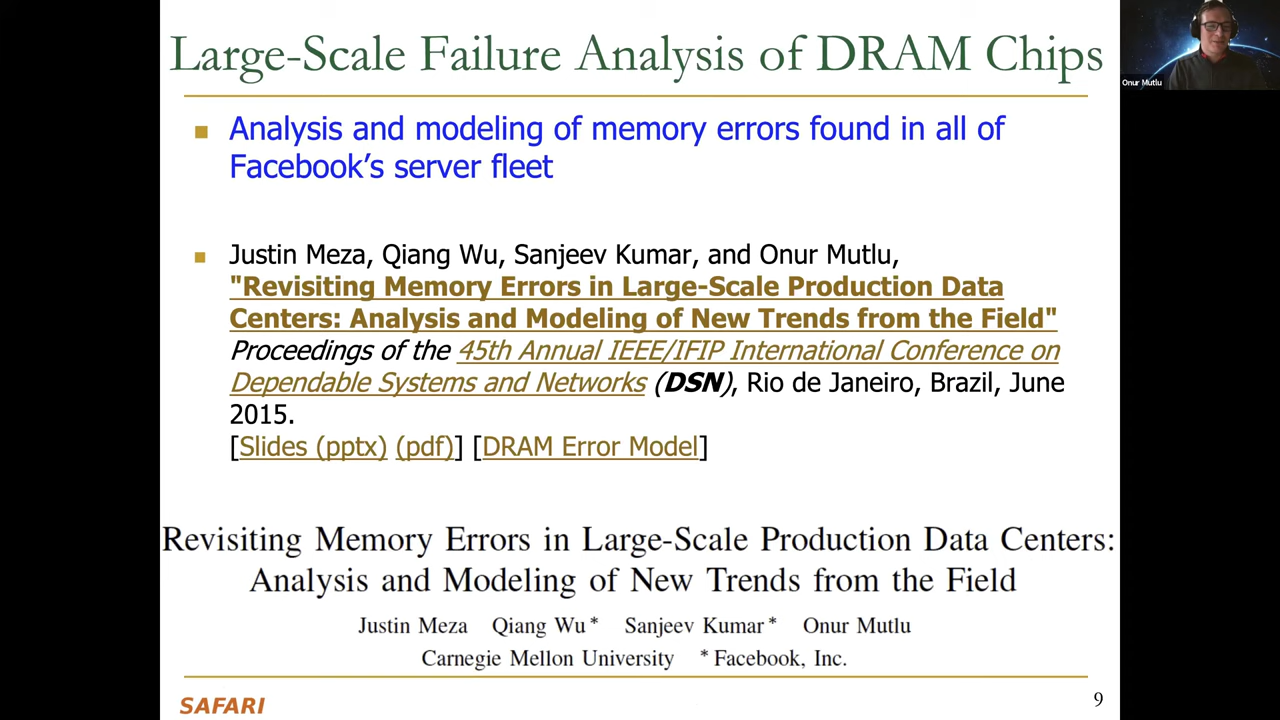 Large-Scale Failure Analysis of DRAM Chips
Onur Mutlu
Analysis and modeling of memory errors found in all of
Facebook’s server fleet
Justin Meza, Qiang Wu, Sanjeev Kumar, and Onur Mutlu,
"Revisiting Memory Errors in Large-Scale Production Data
Centers: Analysis and Modeling of New Trends from the Field"
Proceedings of the 45th Annual IEEE/IFIP International Conference on
Dependable Systems and Networks (DSN), Rio de Janeiro, Brazil, June
2015.
[Slides (pptx) (pdf)] [DRAM Error Model]
Revisiting Memory Errors in Large-Scale Production Data Centers:
Analysis and Modeling of New Trends from the Field
Justin Meza Qiang Wu* Sanjeev Kumar* Onur Mutlu
Carnegie Mellon University *Facebook, Inc.
SAFARI
9